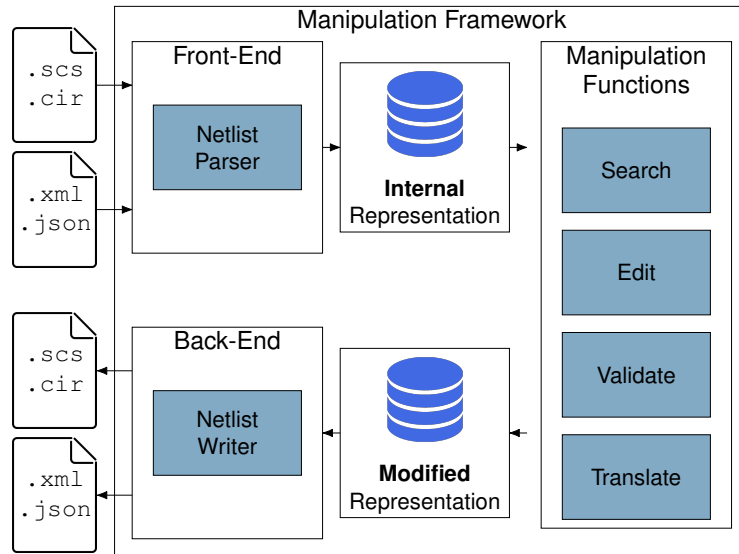 Manipulation Framework
.scs
.cir
.xml
.json
Front-End
Netlist
Parser
Internal
Representation
Manipulation
Functions
Search
Edit
Validate
Translate
.scs
.cir
.xml
.json
Back-End
Netlist
Writer
Modified
Representation